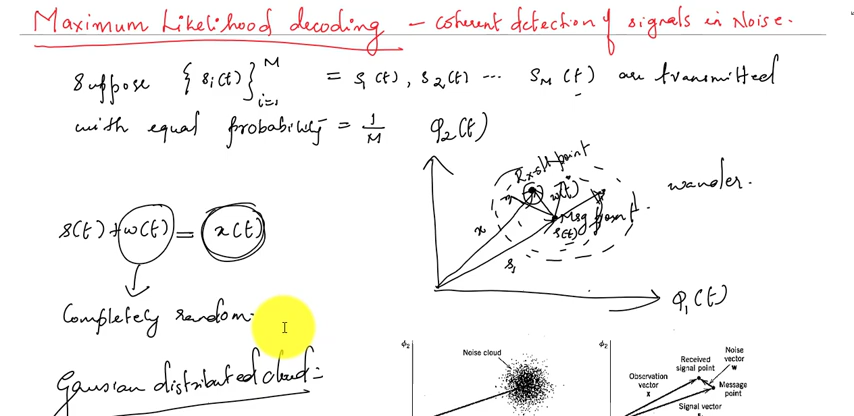 Maximum Likelihood decoding - coherent detection of signals in Noise.
Suppose {si(t)}_{i=1}^{M} = s1(t), s2(t) ... sM(t) are transmitted
with equal probability = 1/M
φ2(t)
Rx-sll point
wander.
w(t)
Msg point.
s(t)
x
s1
s(t) + w(t) = x(t)
φ1(t)
Completely random.
Gaussian distributed cloud =
φ2
Noise cloud
φ2
Received
signal point
Noise
vector
w
Observation
vector
x
Message
point
Signal vector